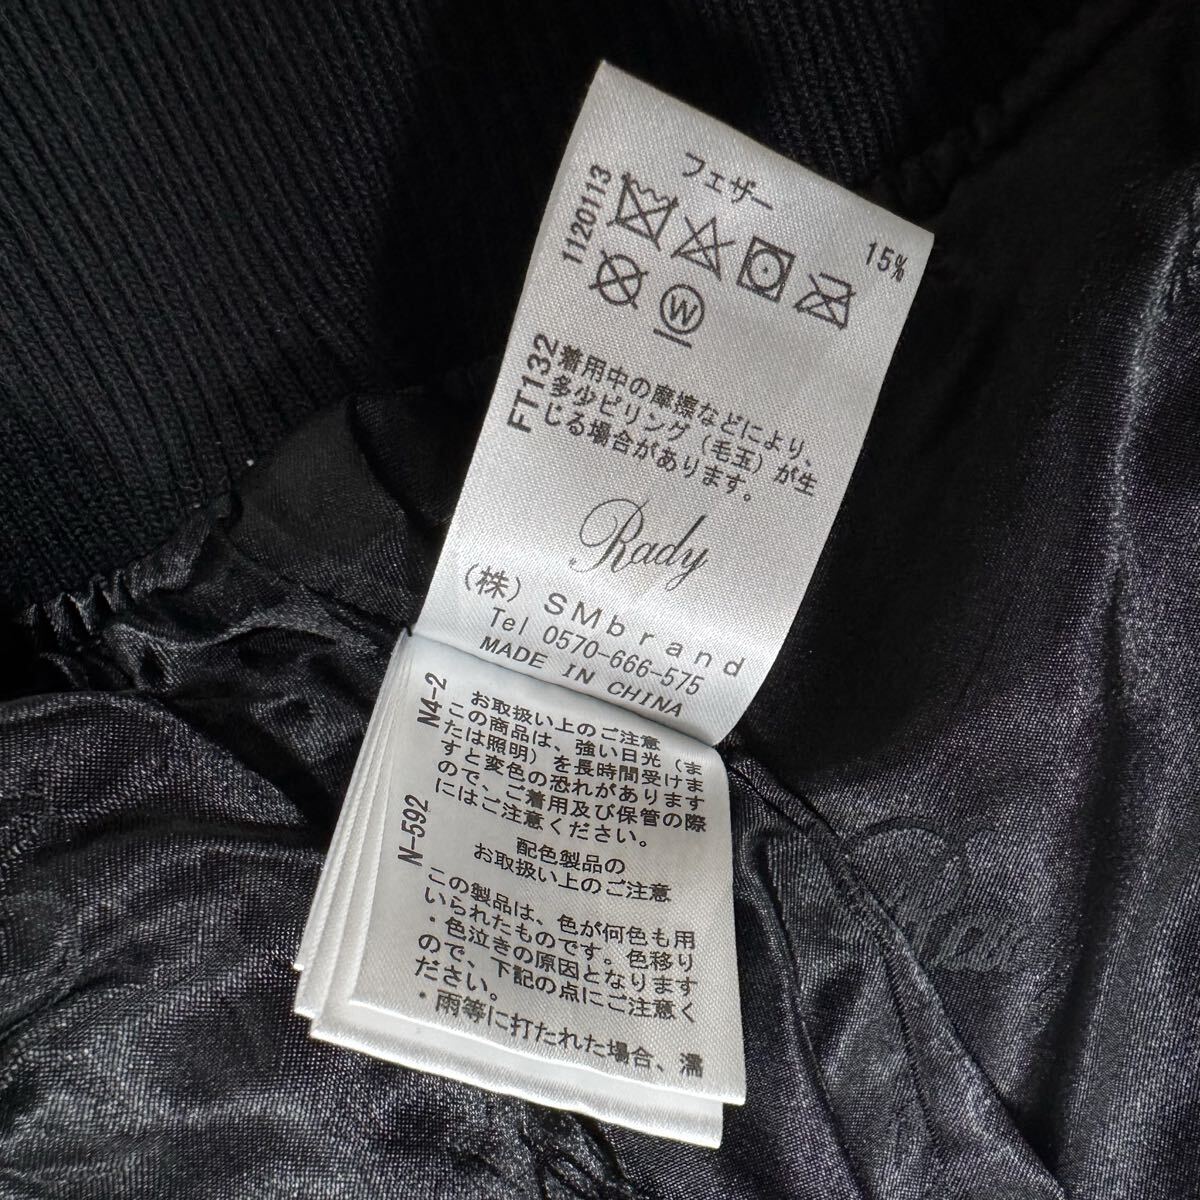 フェザー 15%
1120113
W
FT132
着用中の摩擦などにより、
多少ピリング(毛玉)が生
じる場合があります。
Rady
(株) SMbrand
Tel 0570-666-575
MADE IN CHINA
N4-2
お取扱い上のご注意
この商品は、強い日光(ま
たは照明)を長時間受けま
すと変色の恐れがあります
ので、ご着用及び保管の際
にはご注意ください。
N-592
配色製品の
お取扱い上のご注意
この製品は、色が何色も用
いられたものです。色移り
・色泣きの原因となります
ので、下記の点にご注意く
ださい。
・雨等に打たれた場合、濡